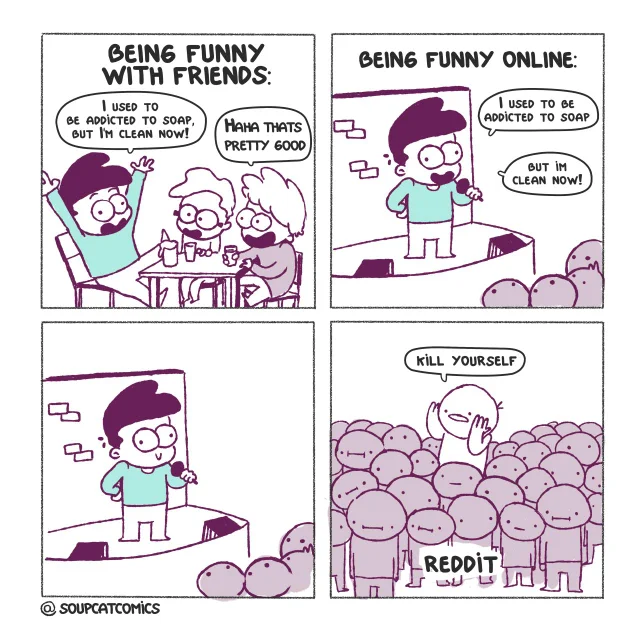 BEING FUNNY
WITH FRIENDS:
I USED TO
BE ADDICTED TO SOAP,
BUT I'M CLEAN NOW!
HAHA THATS
PRETTY GOOD
BEING FUNNY ONLINE:
I USED TO BE
ADDICTED TO SOAP
BUT IM
CLEAN NOW!
KILL YOURSELF
REDDIT
@ SOUPCATCOMICS